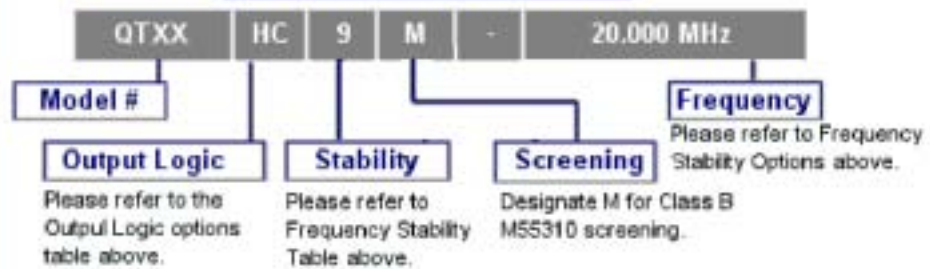 QTXX HC 9 M - 20.000 MHz
Model #
Frequency
Please refer to Frequency
Stability Options above.
Output Logic
Please refer to the
Output Logic options
table above.
Stability
Please refer to
Frequency Stability
Table above.
Screening
Designate M for Class B
M55310 screening.